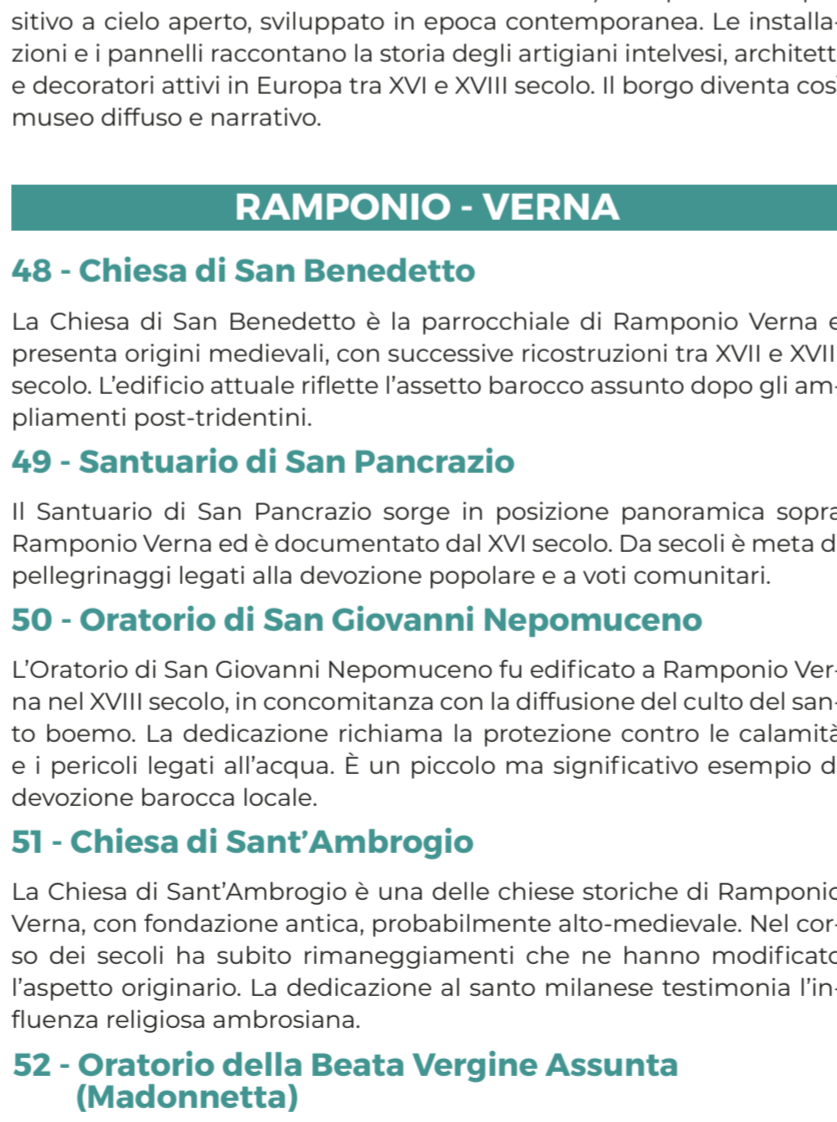 sitivo a cielo aperto, sviluppato in epoca contemporanea. Le installa-
zioni e i pannelli raccontano la storia degli artigiani intelvesi, architett
e decoratori attivi in Europa tra XVI e XVIII secolo. Il borgo diventa così
museo diffuso e narrativo.
RAMPONIO - VERNA
48 - Chiesa di San Benedetto
La Chiesa di San Benedetto è la parrocchiale di Ramponio Verna e
presenta origini medievali, con successive ricostruzioni tra XVII e XVII
secolo. L'edificio attuale riflette l'assetto barocco assunto dopo gli am-
pliamenti post-tridentini.
49 - Santuario di San Pancrazio
Il Santuario di San Pancrazio sorge in posizione panoramica sopra
Ramponio Verna ed è documentato dal XVI secolo. Da secoli è meta d
pellegrinaggi legati alla devozione popolare e a voti comunitari.
50 - Oratorio di San Giovanni Nepomuceno
L'Oratorio di San Giovanni Nepomuceno fu edificato a Ramponio Ver-
na nel XVIII secolo, in concomitanza con la diffusione del culto del san-
to boemo. La dedicazione richiama la protezione contro le calamità
e i pericoli legati all'acqua. È un piccolo ma significativo esempio d
devozione barocca locale.
51 - Chiesa di Sant'Ambrogio
La Chiesa di Sant'Ambrogio è una delle chiese storiche di Ramponio
Verna, con fondazione antica, probabilmente alto-medievale. Nel cor-
so dei secoli ha subito rimaneggiamenti che ne hanno modificato
l'aspetto originario. La dedicazione al santo milanese testimonia l'in-
fluenza religiosa ambrosiana.
52 - Oratorio della Beata Vergine Assunta
(Madonnetta)